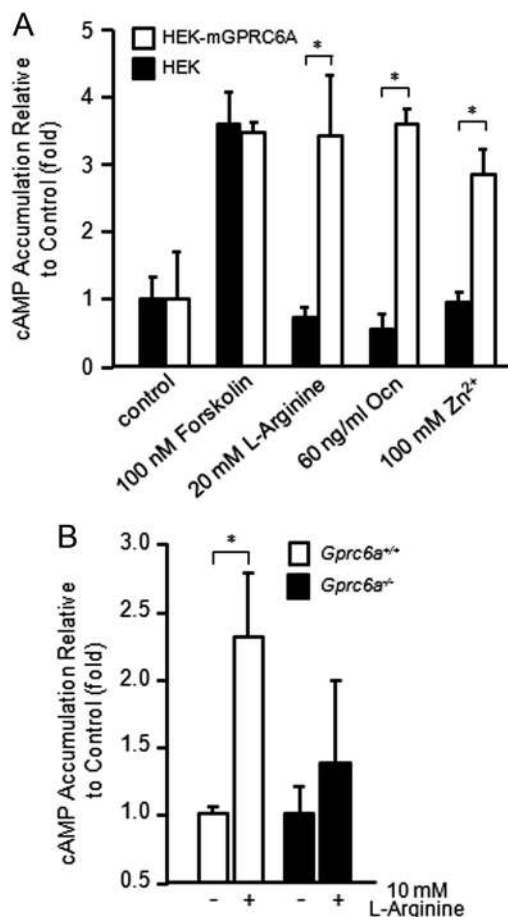 A
HEK-mGPRC6A
HEK
cAMP Accumulation Relative
to Control (fold)
5
4
3
2
1
0
*
*
*
control
100 nM Forskolin
20 mM L-Arginine
60 ng/ml Ocn
100 mM Zn²⁺
B
Gprc6a⁺/⁺
Gprc6a⁻/⁻
cAMP Accumulation Relative
to Control (fold)
3.0
2.5
2.0
1.5
1.0
0.5
*
- + - +
10 mM
L-Arginine